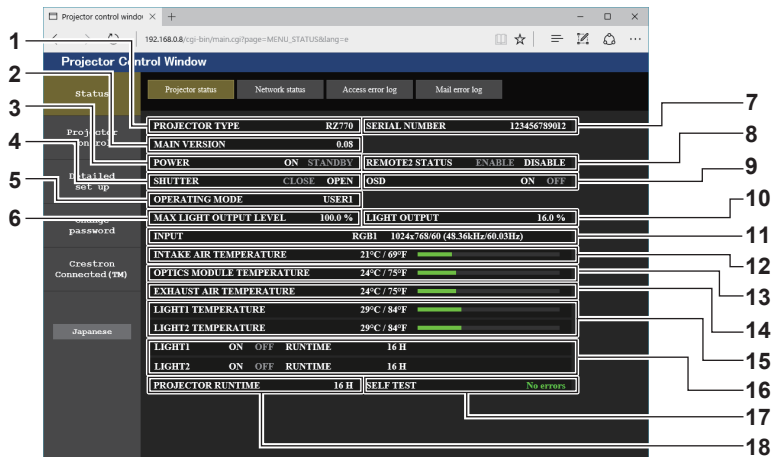 Projector control windov
192.168.0.8/cgi-bin/main.cgi?page=MENU_STATUS&lang=e
Projector Control Window
Status
Projector control
Detailed set up
Change password
Crestron Connected(TM)
Japanese
Projector status
Network status
Access error log
Mail error log
PROJECTOR TYPE RZ770 SERIAL NUMBER 123456789012
MAIN VERSION 0.08
POWER ON STANDBY REMOTE2 STATUS ENABLE DISABLE
SHUTTER CLOSE OPEN OSD ON OFF
OPERATING MODE USER1
MAX LIGHT OUTPUT LEVEL 100.0 % LIGHT OUTPUT 16.0 %
INPUT RGB1 1024x768/60 (48.36kHz/60.03Hz)
INTAKE AIR TEMPERATURE 21°C / 69°F
OPTICS MODULE TEMPERATURE 24°C / 75°F
EXHAUST AIR TEMPERATURE 24°C / 75°F
LIGHT1 TEMPERATURE 29°C / 84°F
LIGHT2 TEMPERATURE 29°C / 84°F
LIGHT1 ON OFF RUNTIME 16 H
LIGHT2 ON OFF RUNTIME 16 H
PROJECTOR RUNTIME 16 H SELF TEST No errors
1
2
3
4
5
6
7
8
9
10
11
12
13
14
15
16
17
18